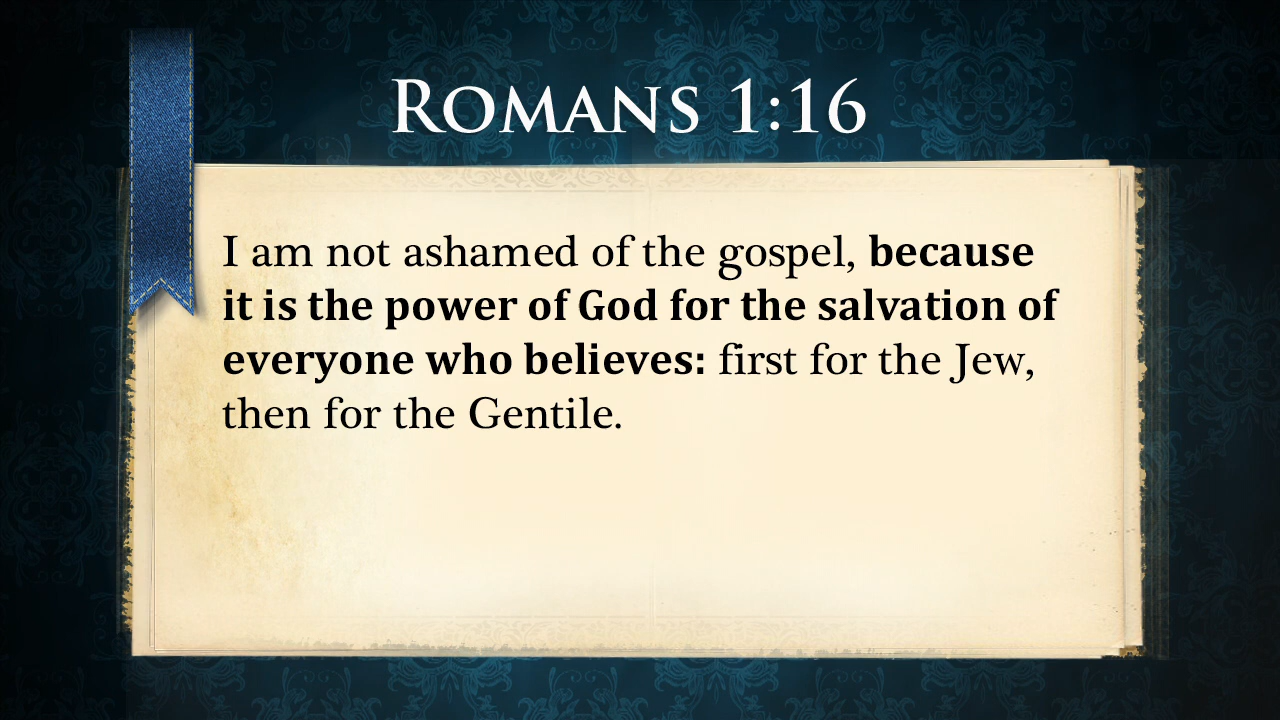 Romans 1:16
I am not ashamed of the gospel, because
it is the power of God for the salvation of
everyone who believes: first for the Jew,
then for the Gentile.